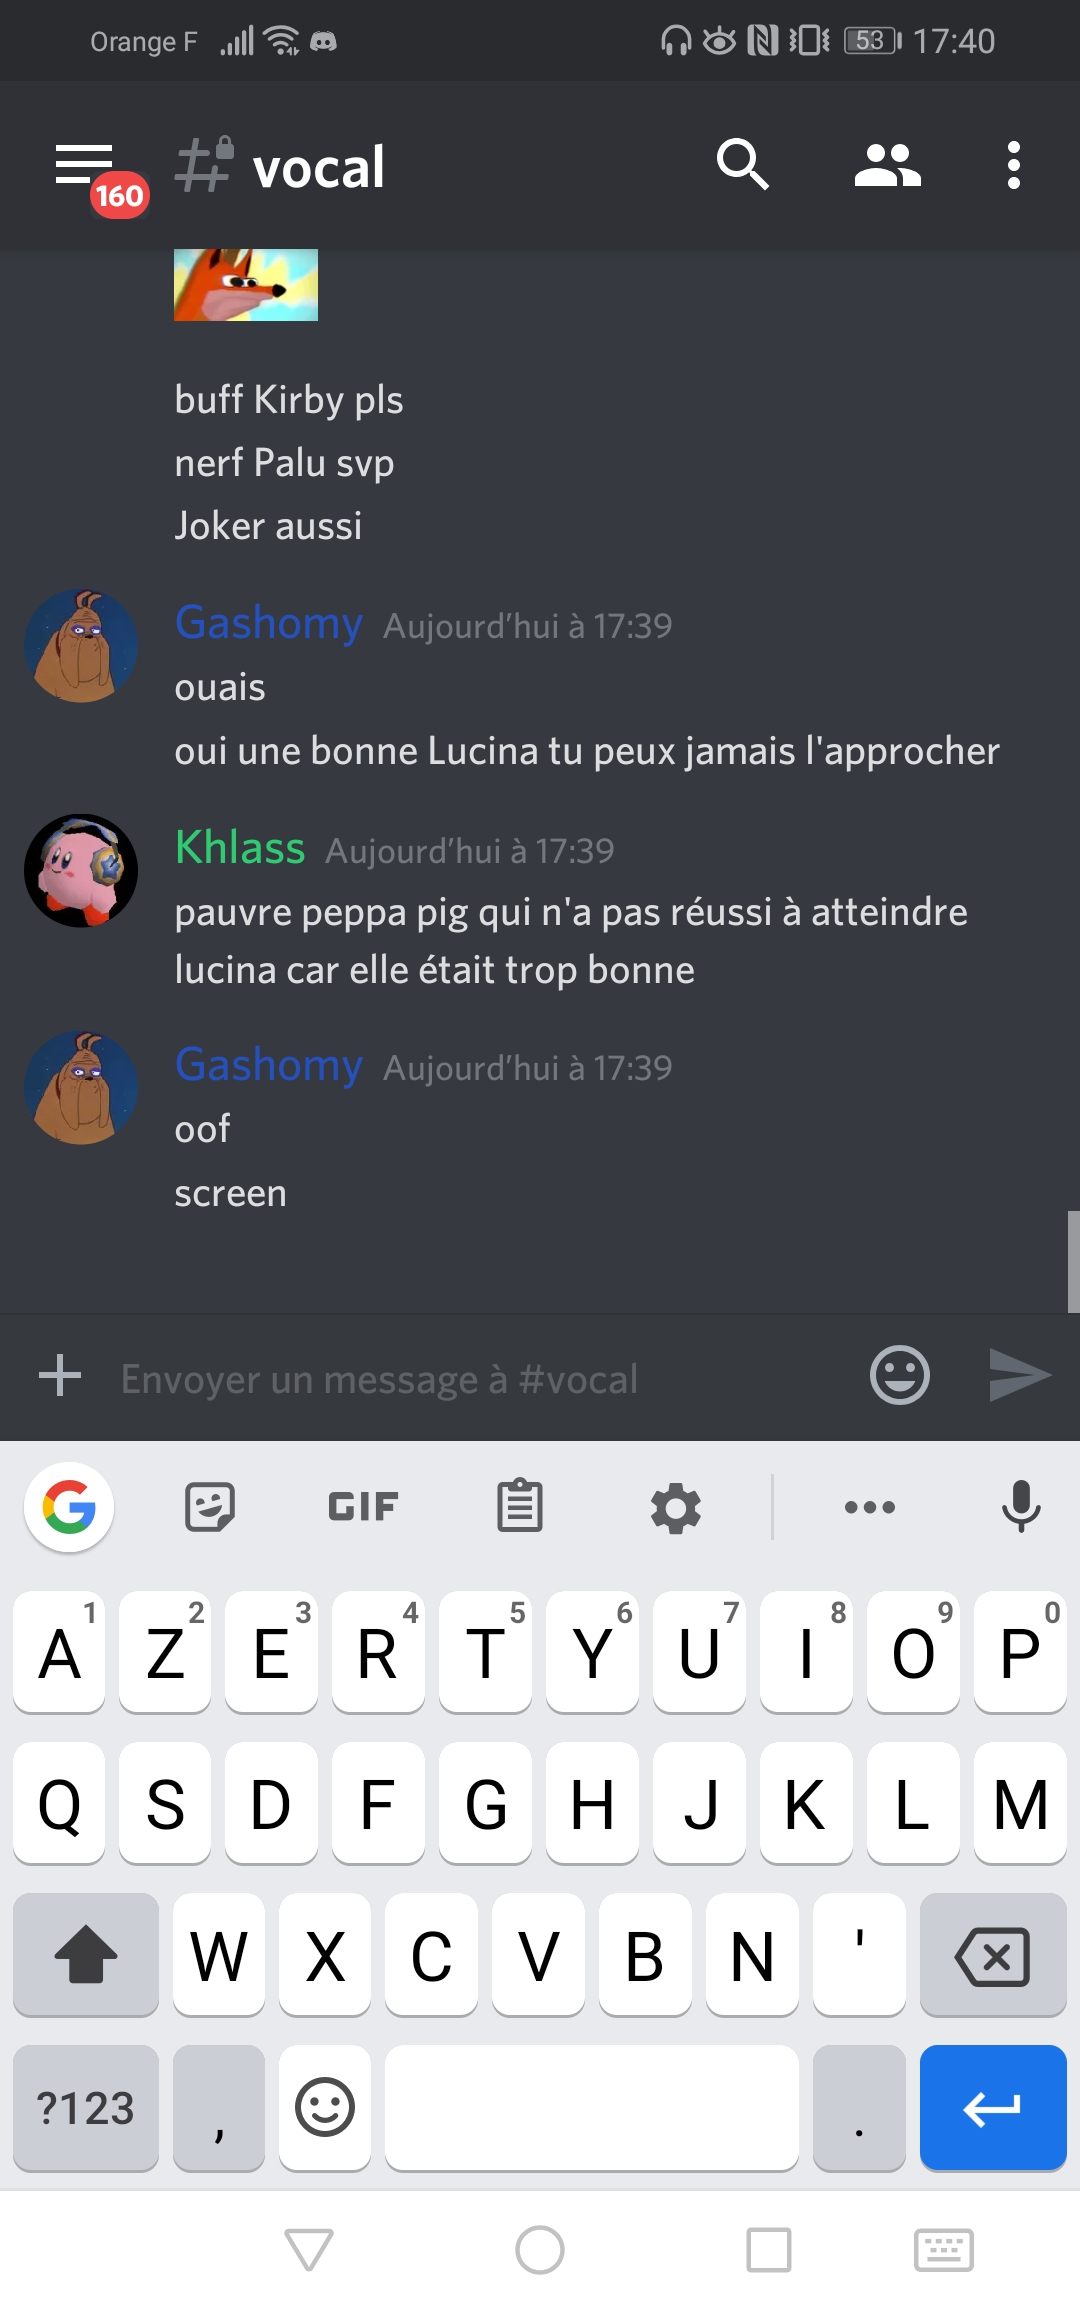 Orange F
53 17:40
160
vocal
buff Kirby pls
nerf Palu svp
Joker aussi
Gashomy Aujourd'hui à 17:39
ouais
oui une bonne Lucina tu peux jamais l'approcher
Khlass Aujourd'hui à 17:39
pauvre peppa pig qui n'a pas réussi à atteindre
lucina car elle était trop bonne
Gashomy Aujourd'hui à 17:39
oof
screen
Envoyer un message à #vocal
G GIF
1 2 3 4 5 6 7 8 9 0
A Z E R T Y U I O P
Q S D F G H J K L M
W X C V B N '
?123 , .